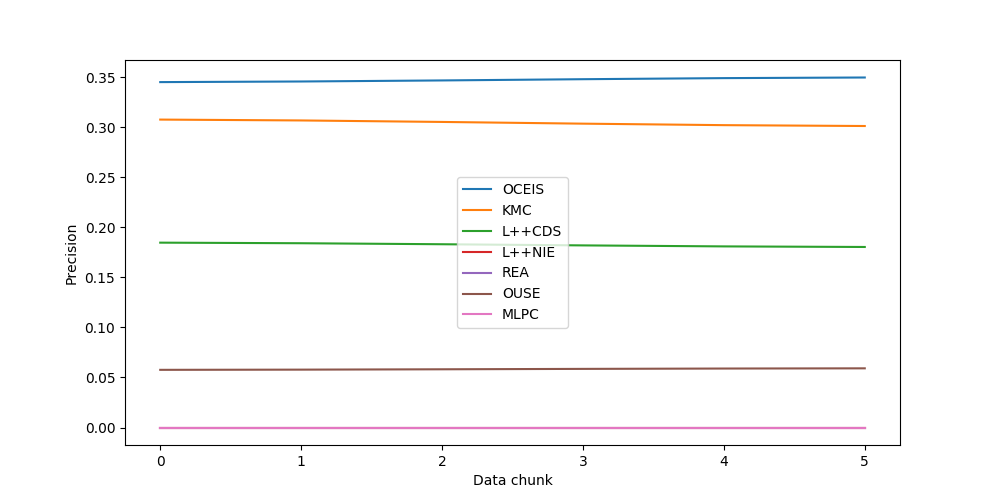 0.35
0.30
0.25
0.20
0.15
0.10
0.05
0.00
Precision
OCEIS
KMC
L++CDS
L++NIE
REA
OUSE
MLPC
0 1 2 3 4 5
Data chunk